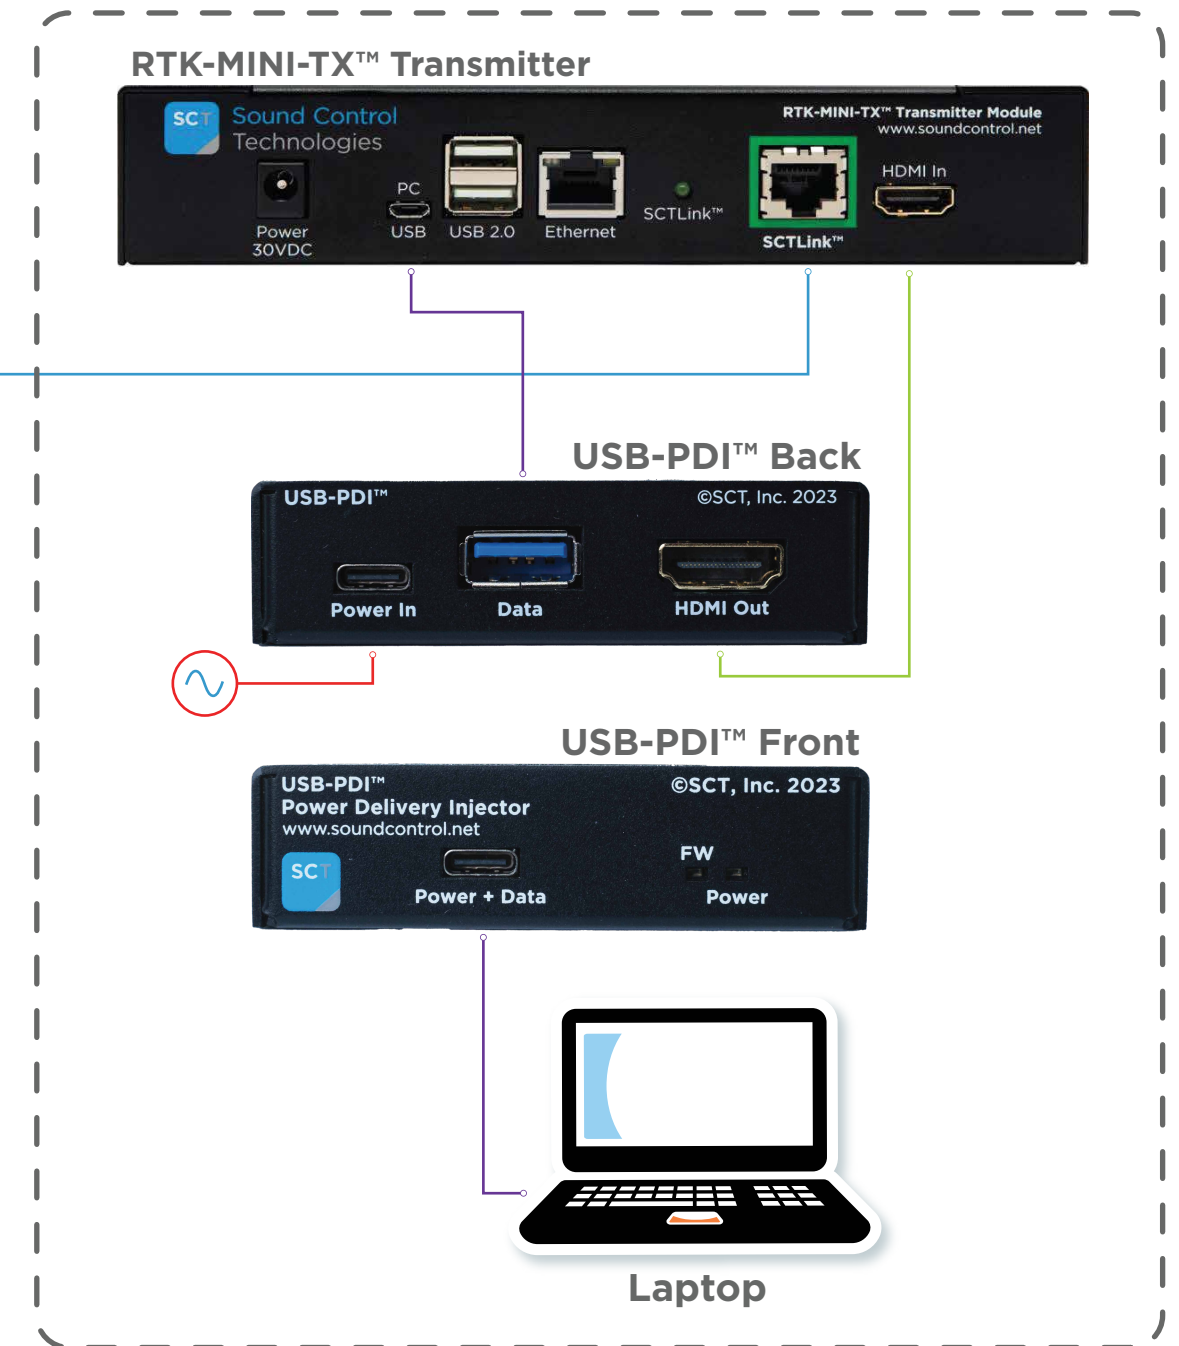 RTK-MINI-TX™ Transmitter
SCT
Sound Control
Technologies
RTK-MINI-TX™ Transmitter Module
www.soundcontrol.net
Power
30VDC
PC
USB
USB 2.0
Ethernet
SCTLink™
SCTLink™
HDMI In
USB-PDI™ Back
USB-PDI™
©SCT, Inc. 2023
Power In
Data
HDMI Out
USB-PDI™ Front
USB-PDI™
Power Delivery Injector
www.soundcontrol.net
©SCT, Inc. 2023
SCT
Power + Data
FW
Power
Laptop